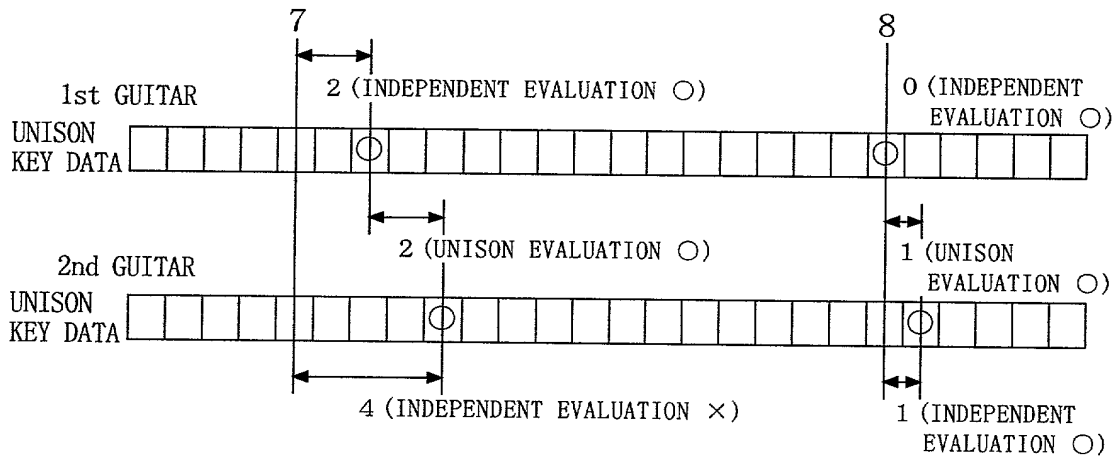 7
8
2 (INDEPENDENT EVALUATION ○)
0 (INDEPENDENT
EVALUATION ○)
1st GUITAR
UNISON
KEY DATA
2 (UNISON EVALUATION ○)
1 (UNISON
EVALUATION ○)
2nd GUITAR
UNISON
KEY DATA
4 (INDEPENDENT EVALUATION ×)
1 (INDEPENDENT
EVALUATION ○)